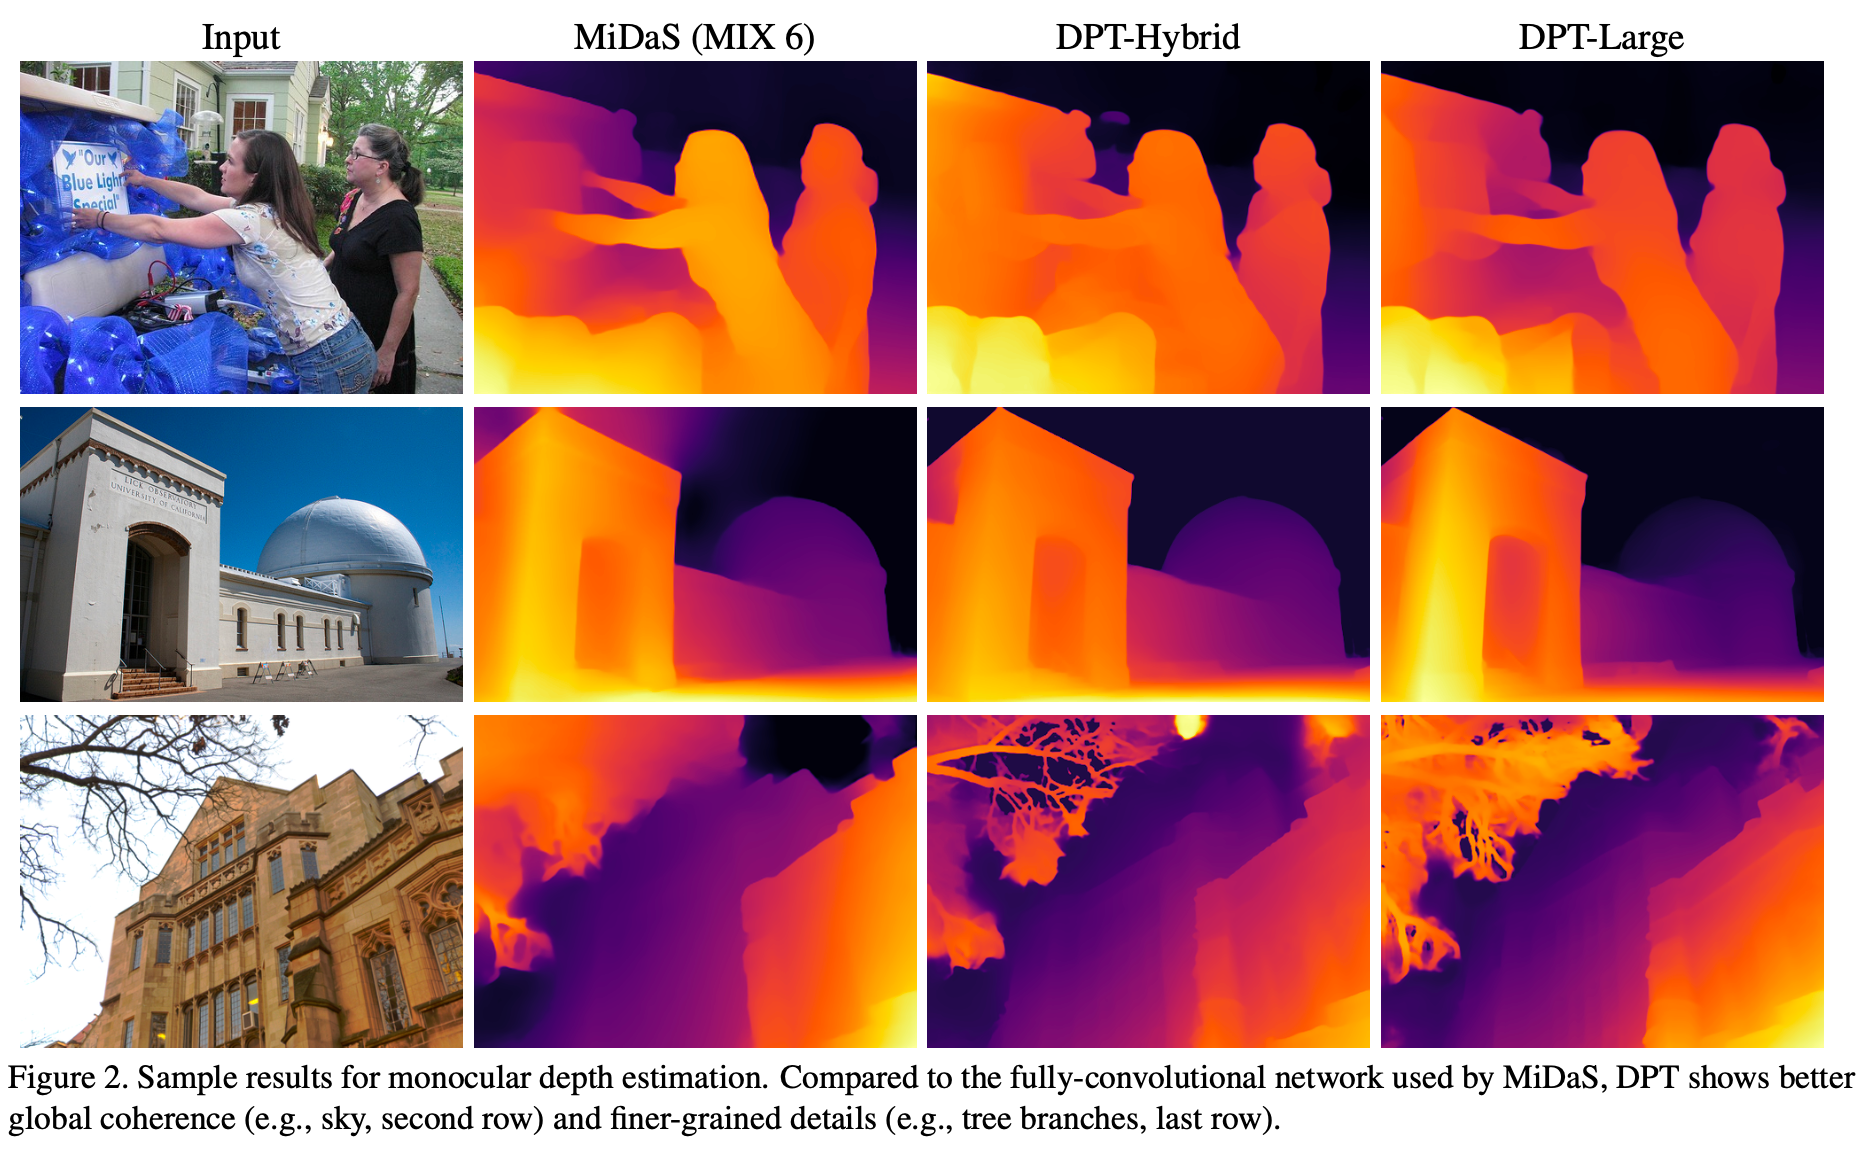 Input MiDaS (MIX 6) DPT-Hybrid DPT-Large
"Our
Blue Light
Special"
LICK OBSERVATORY
UNIVERSITY OF CALIFORNIA
Figure 2. Sample results for monocular depth estimation. Compared to the fully-convolutional network used by MiDaS, DPT shows better
global coherence (e.g., sky, second row) and finer-grained details (e.g., tree branches, last row).